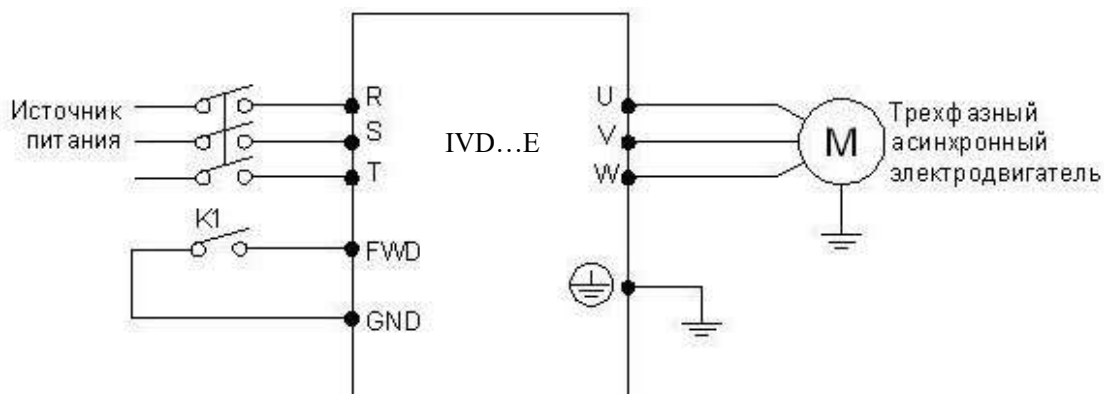 Источник
питания
R
S
T
K1
FWD
GND
IVD...E
U
V
W
M
Трехфазный
асинхронный
электродвигатель